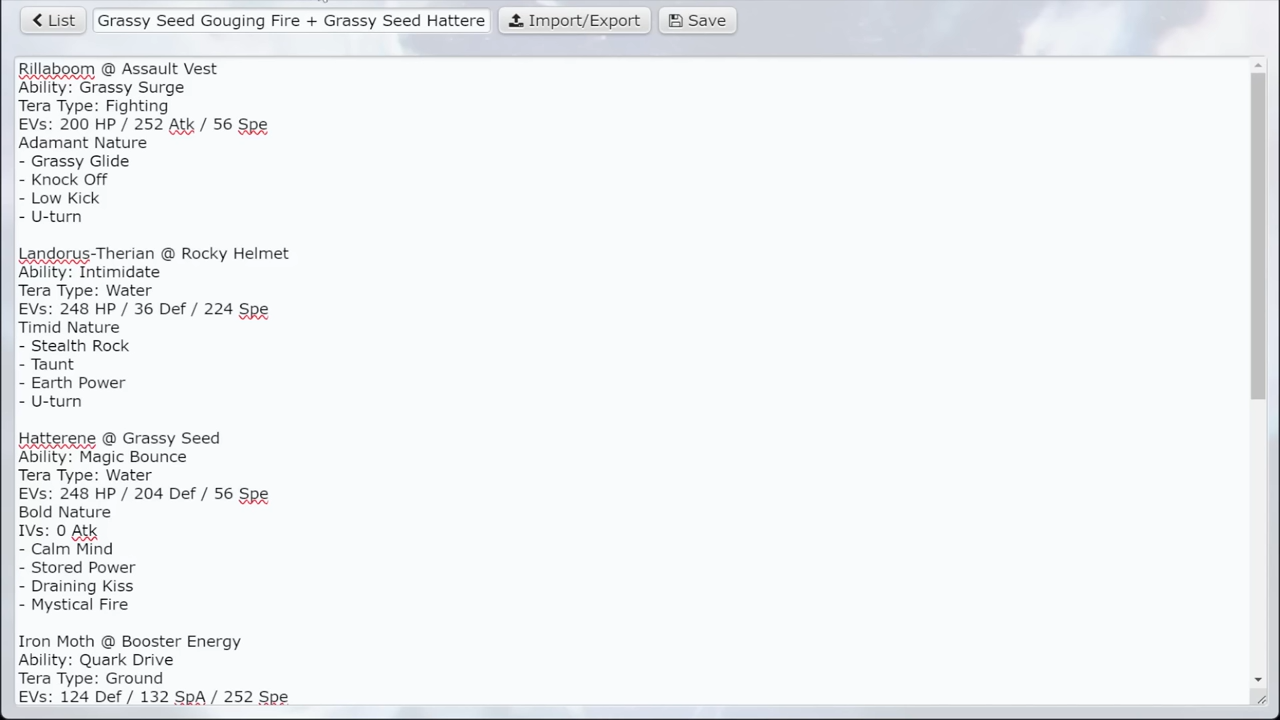 List
Grassy Seed Gouging Fire + Grassy Seed Hattere
Import/Export
Save
Rillaboom @ Assault Vest
Ability: Grassy Surge
Tera Type: Fighting
EVs: 200 HP / 252 Atk / 56 Spe
Adamant Nature
- Grassy Glide
- Knock Off
- Low Kick
- U-turn
Landorus-Therian @ Rocky Helmet
Ability: Intimidate
Tera Type: Water
EVs: 248 HP / 36 Def / 224 Spe
Timid Nature
- Stealth Rock
- Taunt
- Earth Power
- U-turn
Hatterene @ Grassy Seed
Ability: Magic Bounce
Tera Type: Water
EVs: 248 HP / 204 Def / 56 Spe
Bold Nature
IVs: 0 Atk
- Calm Mind
- Stored Power
- Draining Kiss
- Mystical Fire
Iron Moth @ Booster Energy
Ability: Quark Drive
Tera Type: Ground
EVs: 124 Def / 132 SpA / 252 Spe